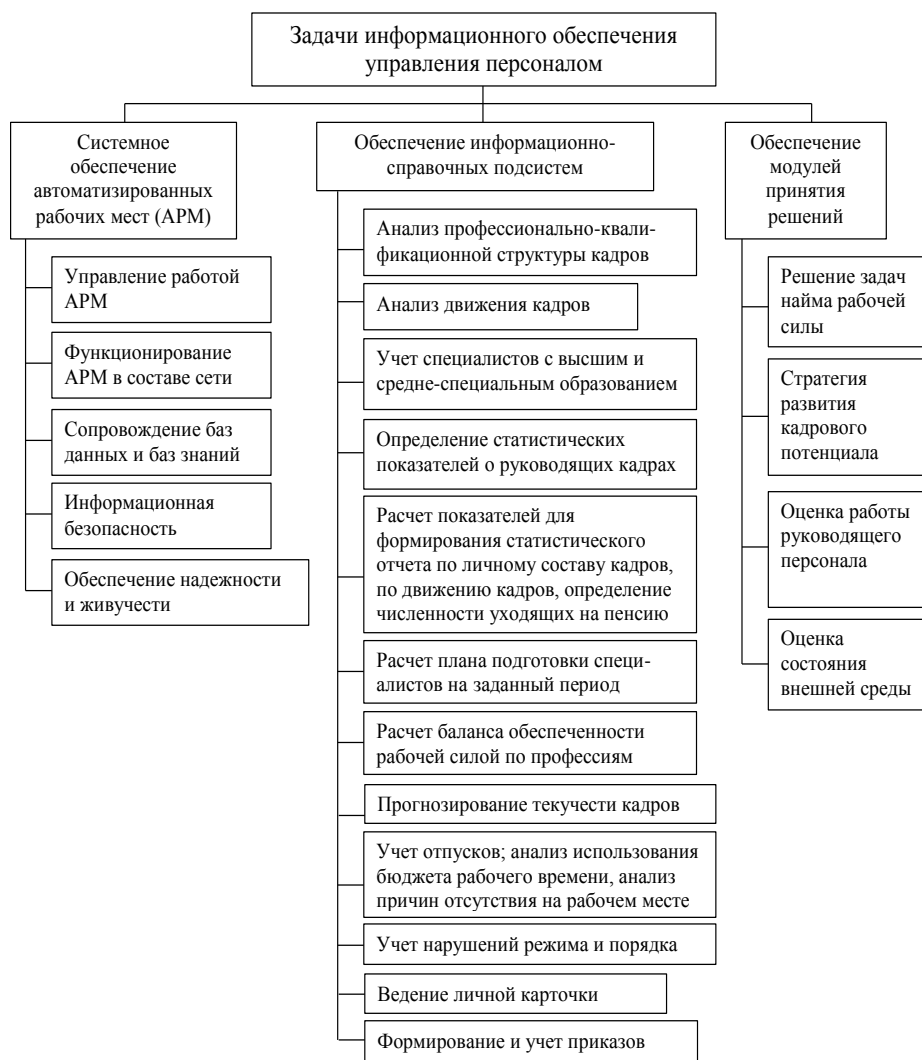 Задачи информационного обеспечения
управления персоналом
Системное
обеспечение
автоматизированных
рабочих мест (АРМ)
Управление работой
АРМ
Функционирование
АРМ в составе сети
Сопровождение баз
данных и баз знаний
Информационная
безопасность
Обеспечение надежности
и живучести
Обеспечение информационно-
справочных подсистем
Анализ профессионально-квали-
фикационной структуры кадров
Анализ движения кадров
Учет специалистов с высшим и
средне-специальным образованием
Определение статистических
показателей о руководящих кадрах
Расчет показателей для
формирования статистического
отчета по личному составу кадров,
по движению кадров, определение
численности уходящих на пенсию
Расчет плана подготовки специ-
алистов на заданный период
Расчет баланса обеспеченности
рабочей силой по профессиям
Прогнозирование текучести кадров
Учет отпусков; анализ использования
бюджета рабочего времени, анализ
причин отсутствия на рабочем месте
Учет нарушений режима и порядка
Ведение личной карточки
Формирование и учет приказов
Обеспечение
модулей
принятия
решений
Решение задач
найма рабочей
силы
Стратегия
развития
кадрового
потенциала
Оценка работы
руководящего
персонала
Оценка
состояния
внешней среды